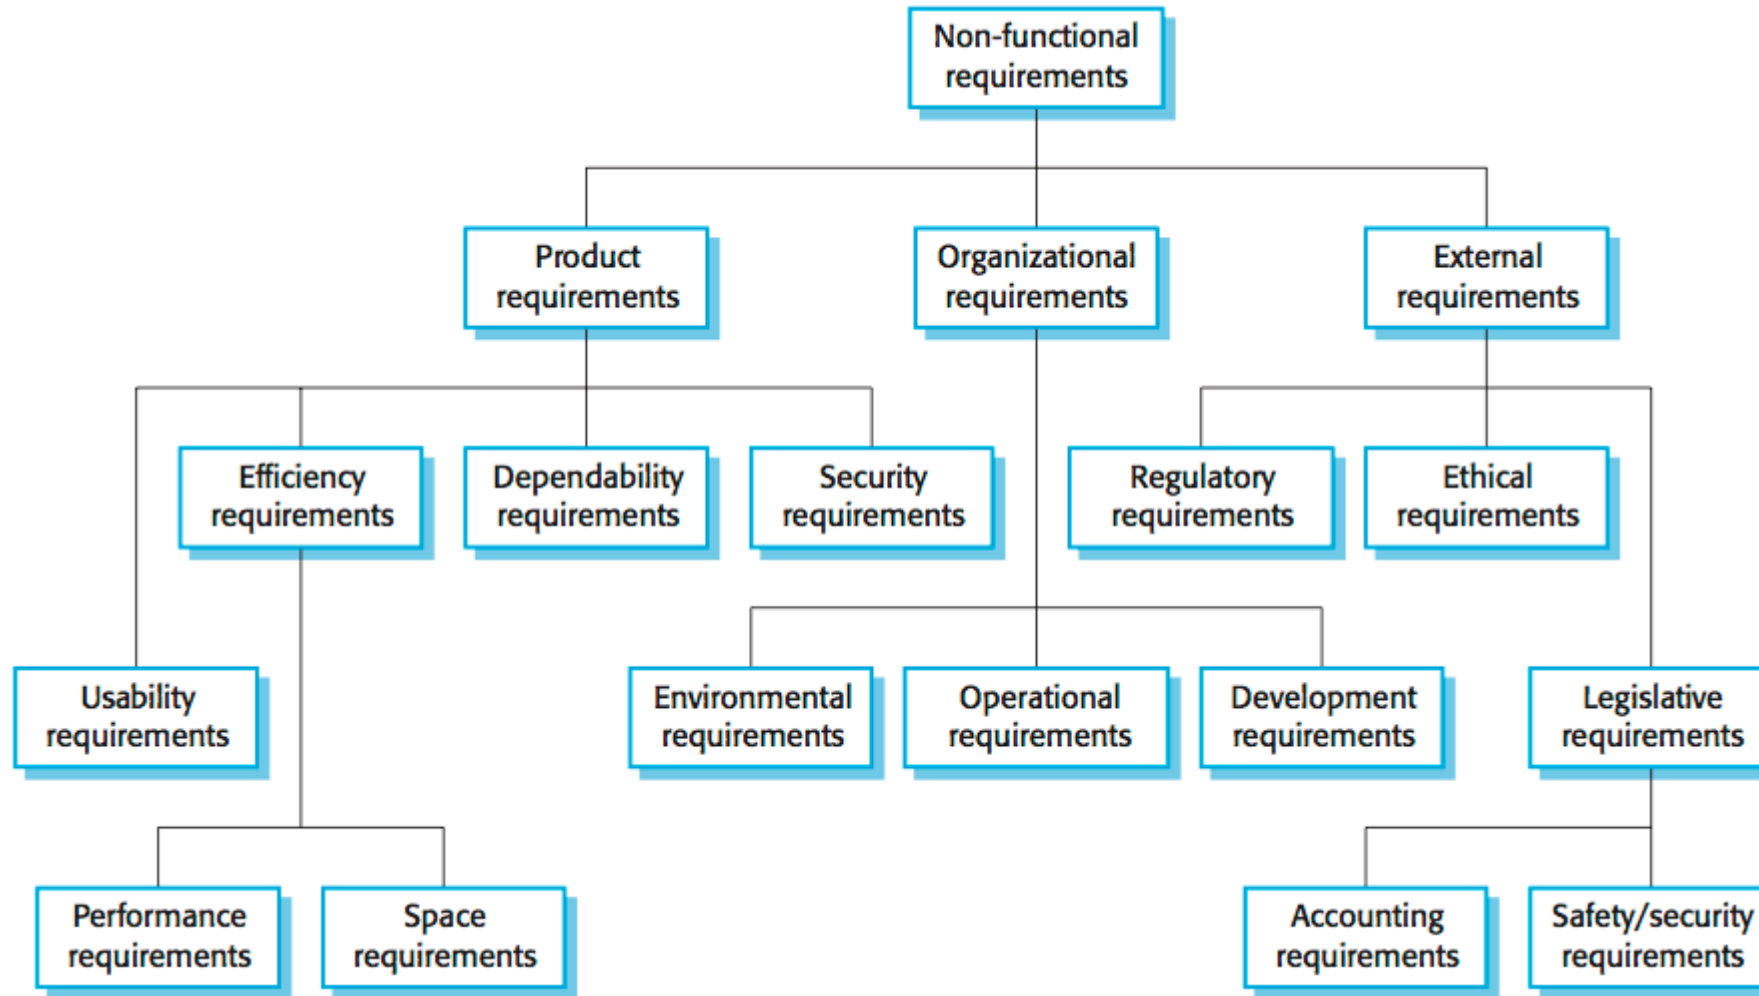 Non-functional
requirements
Product
requirements
Organizational
requirements
External
requirements
Efficiency
requirements
Dependability
requirements
Security
requirements
Regulatory
requirements
Ethical
requirements
Usability
requirements
Environmental
requirements
Operational
requirements
Development
requirements
Legislative
requirements
Performance
requirements
Space
requirements
Accounting
requirements
Safety/security
requirements